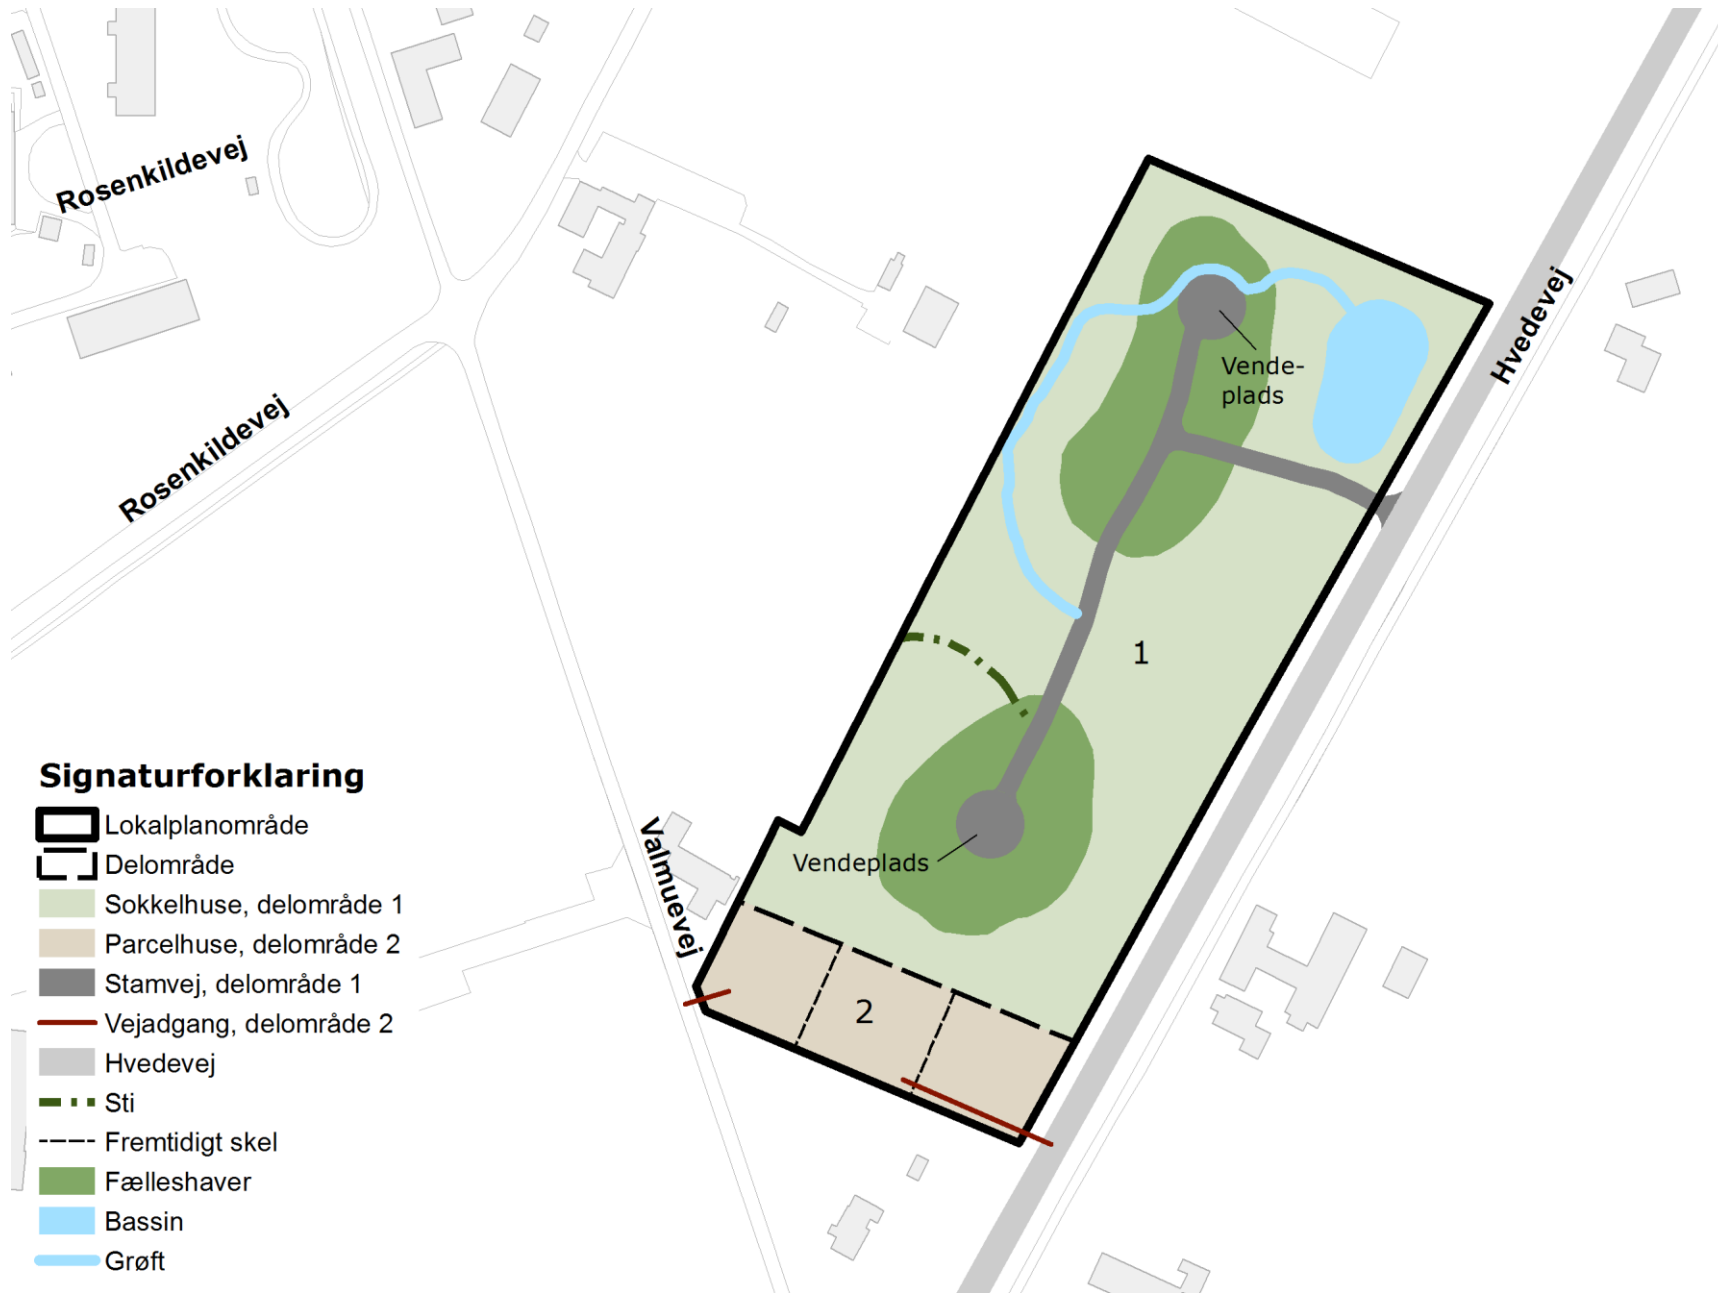 Rosenkildevej
Hvedevej
Vende-
plads
Rosenkildevej
1
Vendeplads
Valmuevej
2
Signaturforklaring
Lokalplanområde
Delområde
Sokkelhuse, delområde 1
Parcelhuse, delområde 2
Stamvej, delområde 1
Vejadgang, delområde 2
Hvedevej
Sti
Fremtidigt skel
Fælleshaver
Bassin
Grøft